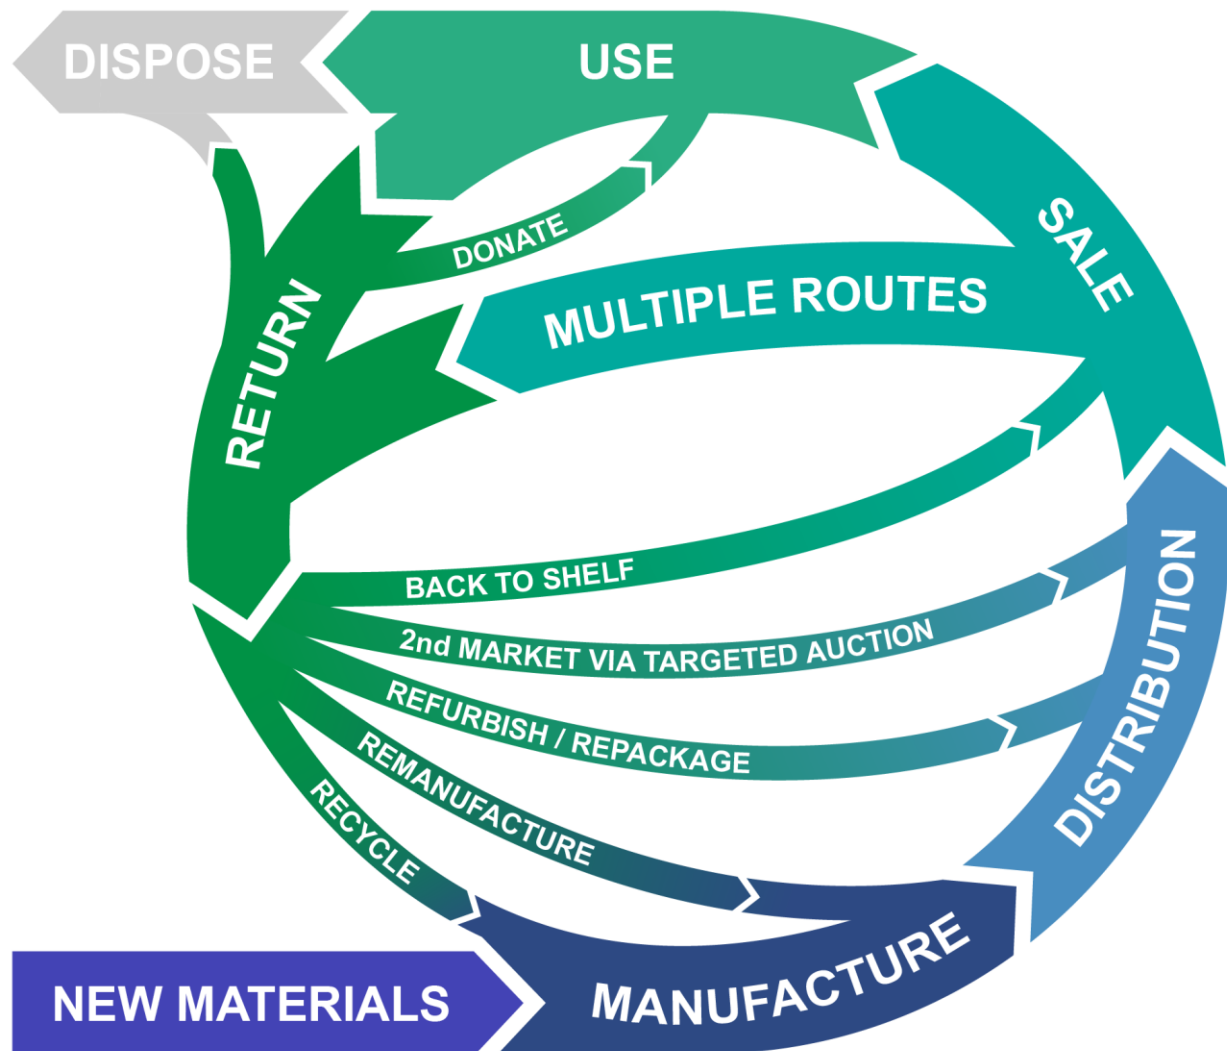 DISPOSE
USE
SALE
DONATE
MULTIPLE ROUTES
RETURN
BACK TO SHELF
2nd MARKET VIA TARGETED AUCTION
REFURBISH / REPACKAGE
REMANUFACTURE
RECYCLE
DISTRIBUTION
MANUFACTURE
NEW MATERIALS